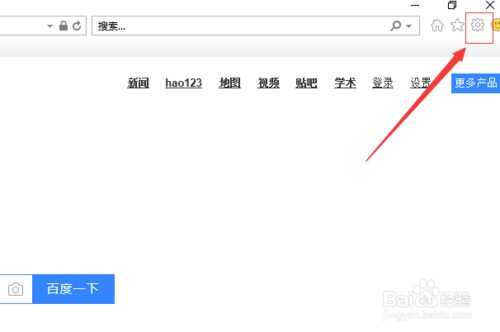 搜索...
新闻 hao123 地图 视频 贴吧 学术 登录 设置 更多产品
百度一下
Baidu 经验
jingyan.baidu.com